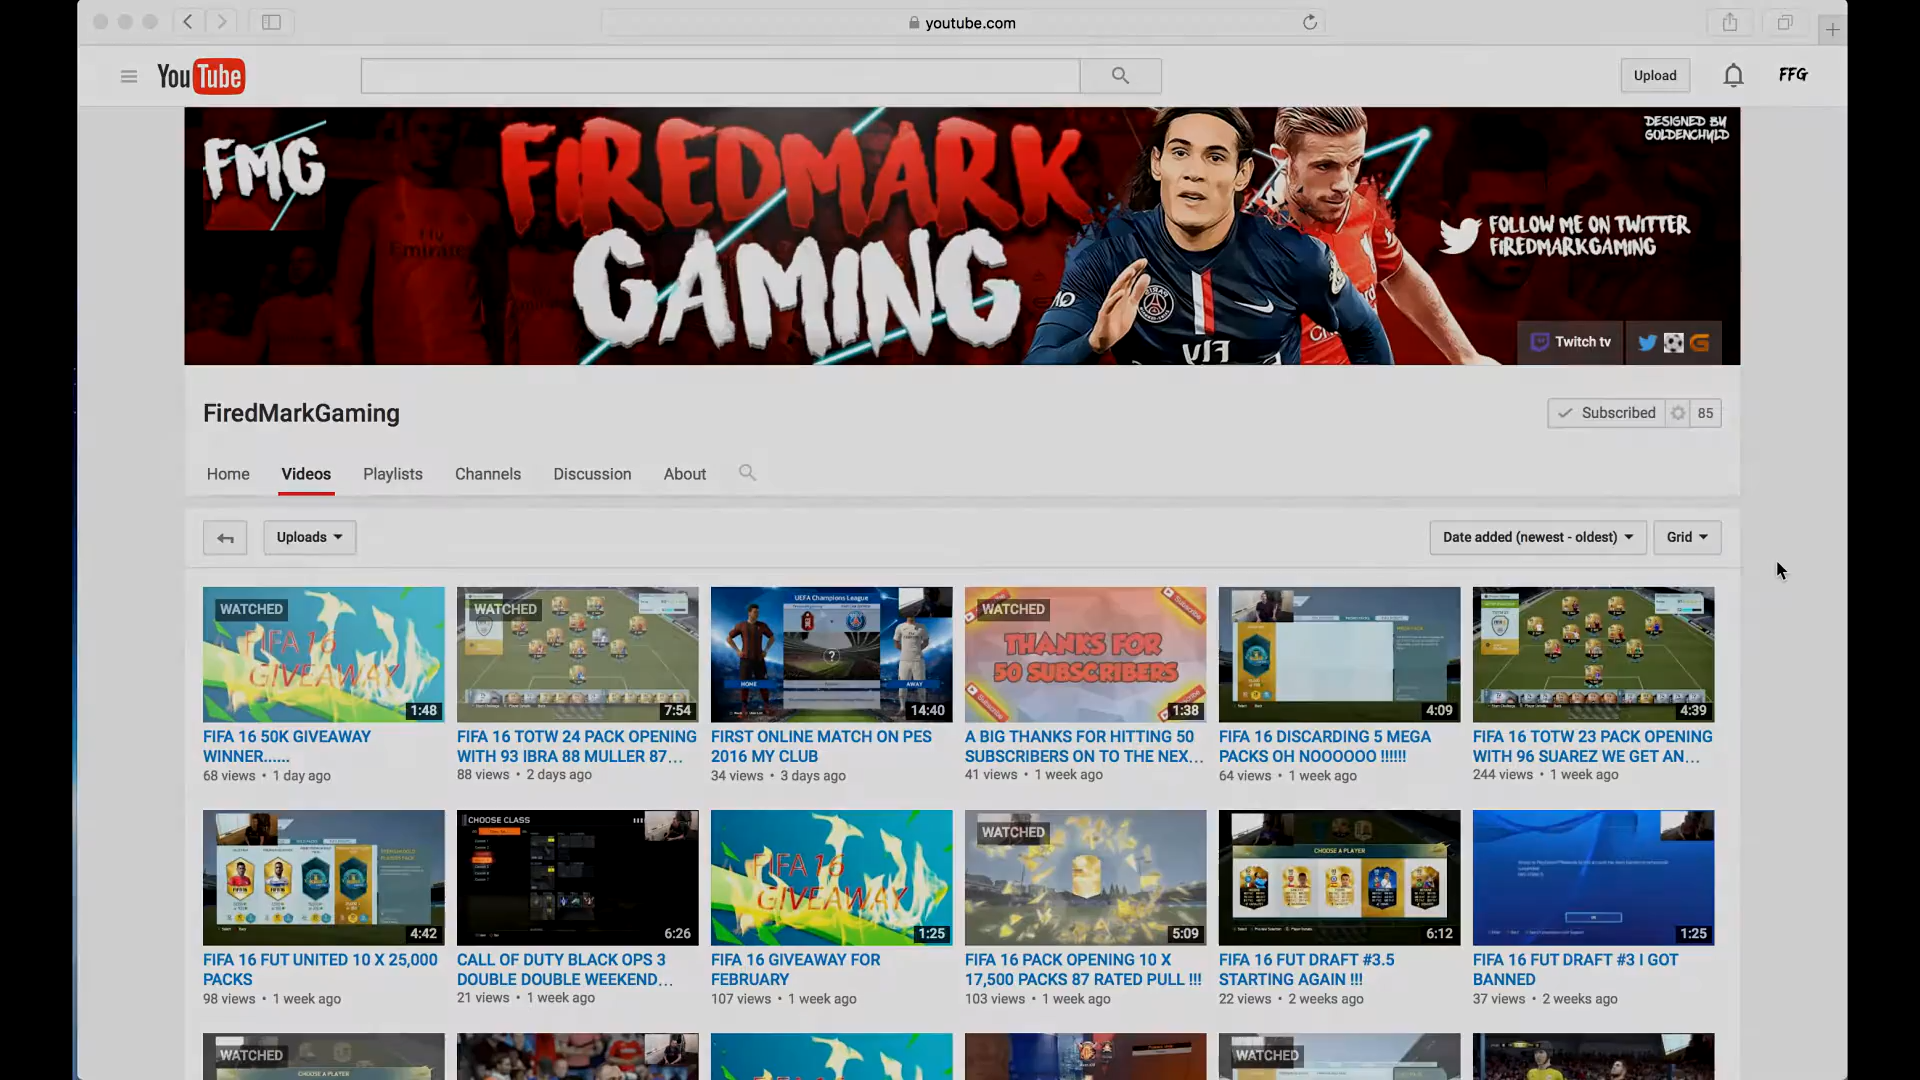 youtube.com
YouTube
Upload
FFG
FMG
FIREDMARK
GAMING
DESIGNED BY
GOLDENCHYLD
FOLLOW ME ON TWITTER
FIREDMARKGAMING
Fly
Emirates
Twitch tv
FiredMarkGaming
Subscribed
85
Home
Videos
Playlists
Channels
Discussion
About
Uploads
Date added (newest - oldest)
Grid
WATCHED
FIFA 16
GIVEAWAY
1:48
WATCHED
7:54
UEFA Champions League
HOME
AWAY
14:40
WATCHED
THANKS FOR
50 SUBSCRIBERS
1:38
4:09
4:39
FIFA 16 50K GIVEAWAY
WINNER......
68 views • 1 day ago
FIFA 16 TOTW 24 PACK OPENING
WITH 93 IBRA 88 MULLER 87...
88 views • 2 days ago
FIRST ONLINE MATCH ON PES
2016 MY CLUB
34 views • 3 days ago
A BIG THANKS FOR HITTING 50
SUBSCRIBERS ON TO THE NEX...
41 views • 1 week ago
FIFA 16 DISCARDING 5 MEGA
PACKS OH NOOOOOO !!!!!!
64 views • 1 week ago
FIFA 16 TOTW 23 PACK OPENING
WITH 96 SUAREZ WE GET AN...
244 views • 1 week ago
4:42
CHOOSE CLASS
6:26
FIFA 16
GIVEAWAY
1:25
WATCHED
5:09
CHOOSE A PLAYER
6:12
1:25
FIFA 16 FUT UNITED 10 X 25,000
PACKS
98 views • 1 week ago
CALL OF DUTY BLACK OPS 3
DOUBLE DOUBLE WEEKEND...
21 views • 1 week ago
FIFA 16 GIVEAWAY FOR
FEBRUARY
107 views • 1 week ago
FIFA 16 PACK OPENING 10 X
17,500 PACKS 87 RATED PULL !!!
103 views • 1 week ago
FIFA 16 FUT DRAFT #3.5
STARTING AGAIN !!!
22 views • 2 weeks ago
FIFA 16 FUT DRAFT #3 I GOT
BANNED
37 views • 2 weeks ago
WATCHED
CHOOSE A PLAYER
WATCHED